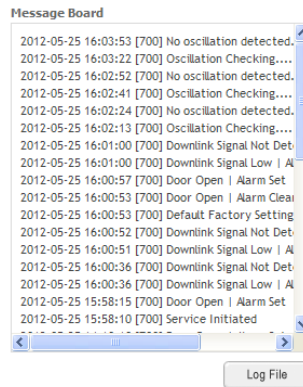 Message Board
2012-05-25 16:03:53 [700] No oscillation detected.
2012-05-25 16:03:22 [700] Oscillation Checking....
2012-05-25 16:02:52 [700] No oscillation detected.
2012-05-25 16:02:41 [700] Oscillation Checking....
2012-05-25 16:02:24 [700] No oscillation detected.
2012-05-25 16:02:13 [700] Oscillation Checking....
2012-05-25 16:01:00 [700] Downlink Signal Not Det
2012-05-25 16:01:00 [700] Downlink Signal Low | Al
2012-05-25 16:00:57 [700] Door Open | Alarm Set
2012-05-25 16:00:53 [700] Door Open | Alarm Clear
2012-05-25 16:00:53 [700] Default Factory Setting
2012-05-25 16:00:52 [700] Downlink Signal Not Det
2012-05-25 16:00:51 [700] Downlink Signal Low | Al
2012-05-25 16:00:36 [700] Downlink Signal Not Det
2012-05-25 16:00:36 [700] Downlink Signal Low | Al
2012-05-25 15:58:15 [700] Door Open | Alarm Set
2012-05-25 15:58:10 [700] Service Initiated
Log File